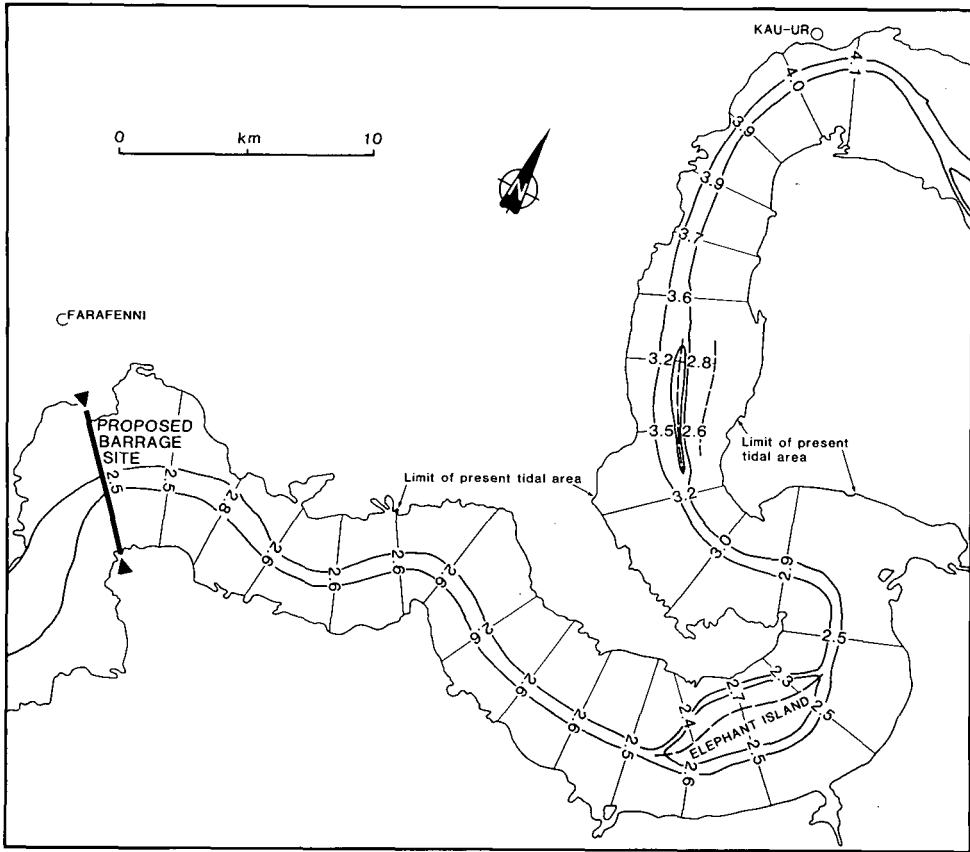 KAU-UR
0 km 10
N
4.0
4.1
3.9
3.9
3.7
3.6
3.2 2.8
3.5 2.6
3.2
3.0
2.9
2.5
FARAFENNI
PROPOSED
BARRAGE
SITE
Limit of present tidal area
Limit of present
tidal area
2.5
2.5
2.8
2.6
2.6
2.6
2.6
2.6
2.6
2.6
2.5
2.4
2.7
2.3
2.6
2.5
2.5
ELEPHANT ISLAND